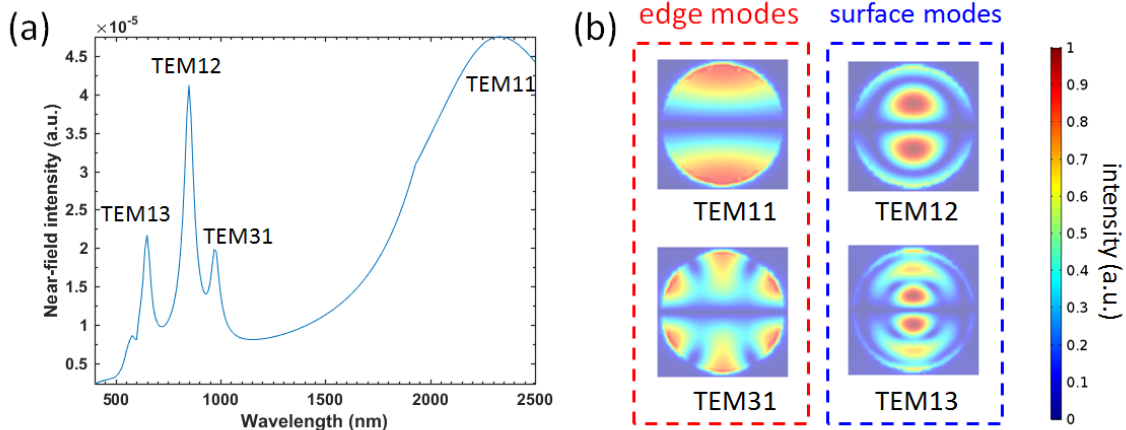 (a)
×10⁻⁵
4.5
4
3.5
3
2.5
2
1.5
1
0.5
Near-field intensity (a.u.)
TEM12
TEM11
TEM13
TEM31
500 1000 1500 2000 2500
Wavelength (nm)
(b)
edge modes
surface modes
TEM11
TEM12
TEM31
TEM13
1
0.9
0.8
0.7
0.6
0.5
0.4
0.3
0.2
0.1
0
intensity (a.u.)